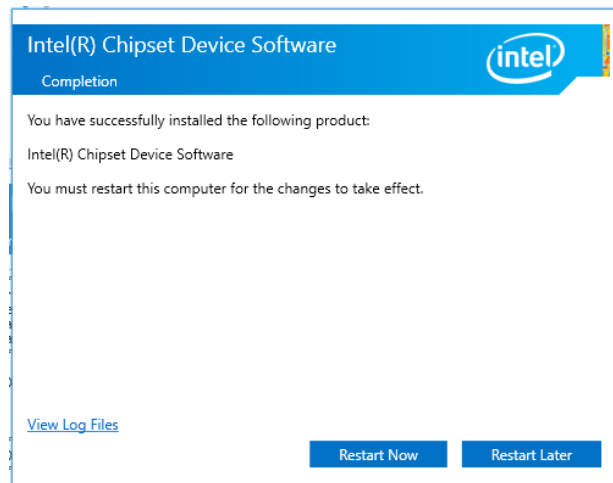 Intel(R) Chipset Device Software
intel
Completion
You have successfully installed the following product:
Intel(R) Chipset Device Software
You must restart this computer for the changes to take effect.
View Log Files
Restart Now
Restart Later